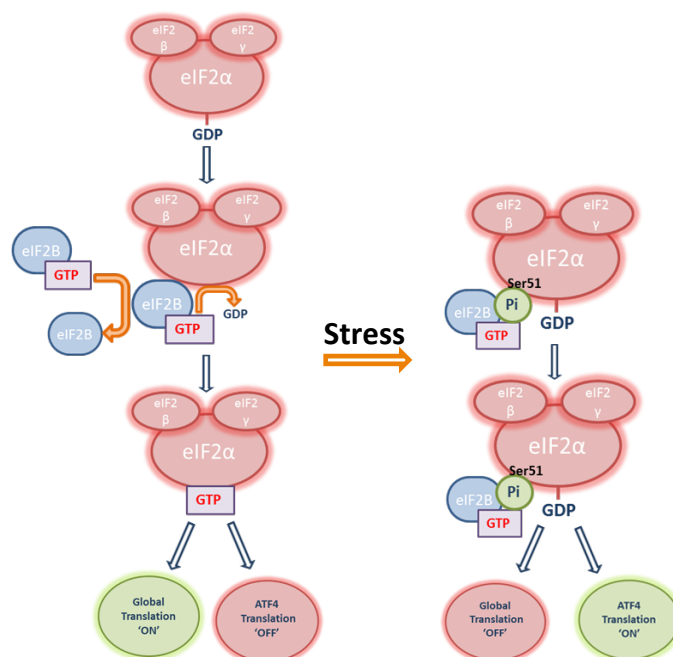 eIF2
β
eIF2
γ
eIF2α
GDP
eIF2
β
eIF2
γ
eIF2α
eIF2B
GTP
eIF2B
GTP
GDP
eIF2B
eIF2
β
eIF2
γ
eIF2α
GTP
Global
Translation
'ON'
ATF4
Translation
'OFF'
Stress
eIF2
β
eIF2
γ
eIF2α
Ser51
Pi
eIF2B
GTP
GDP
eIF2
β
eIF2
γ
eIF2α
Ser51
Pi
eIF2B
GTP
GDP
Global
Translation
'OFF'
ATF4
Translation
'ON'